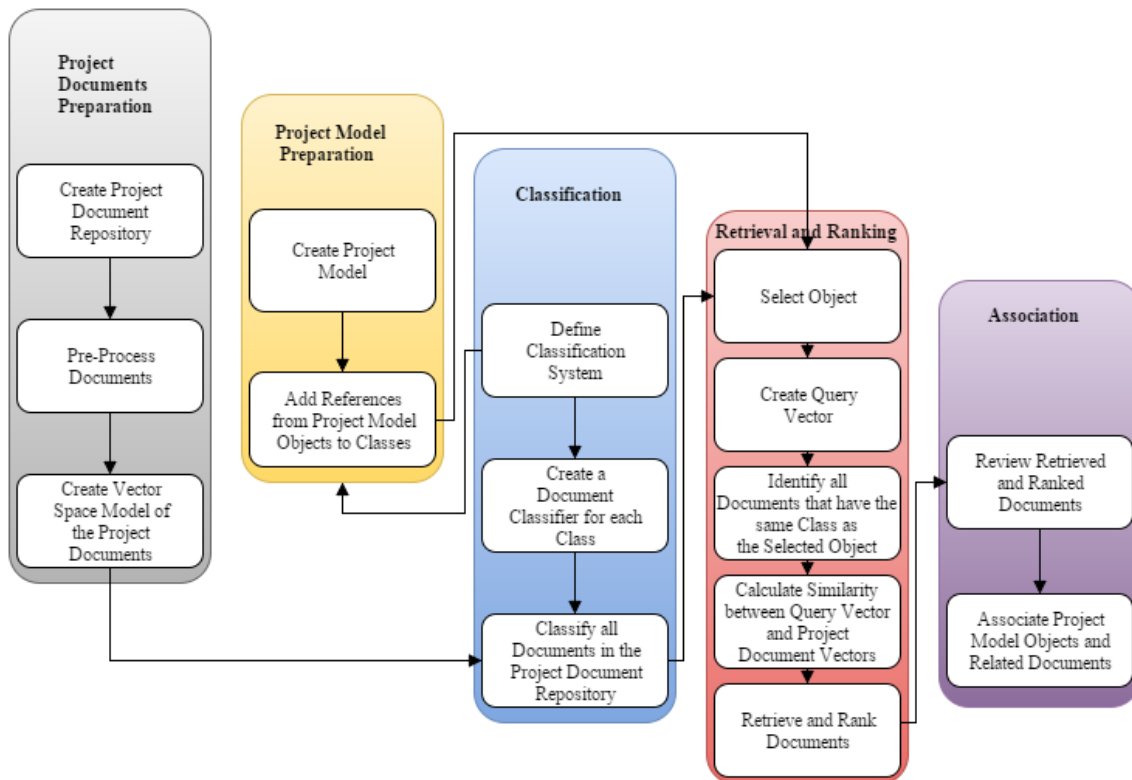 Project
Documents
Preparation
Create Project
Document
Repository
Pre-Process
Documents
Create Vector
Space Model of
the Project
Documents
Project Model
Preparation
Create Project
Model
Add References
from Project Model
Objects to Classes
Classification
Define
Classification
System
Create a
Document
Classifier for each
Class
Classify all
Documents in the
Project Document
Repository
Retrieval and Ranking
Select Object
Create Query
Vector
Identify all
Documents that have the
same Class as
the Selected Object
Calculate Similarity
between Query Vector
and Project
Document Vectors
Retrieve and Rank
Documents
Association
Review Retrieved
and Ranked
Documents
Associate Project
Model Objects and
Related Documents